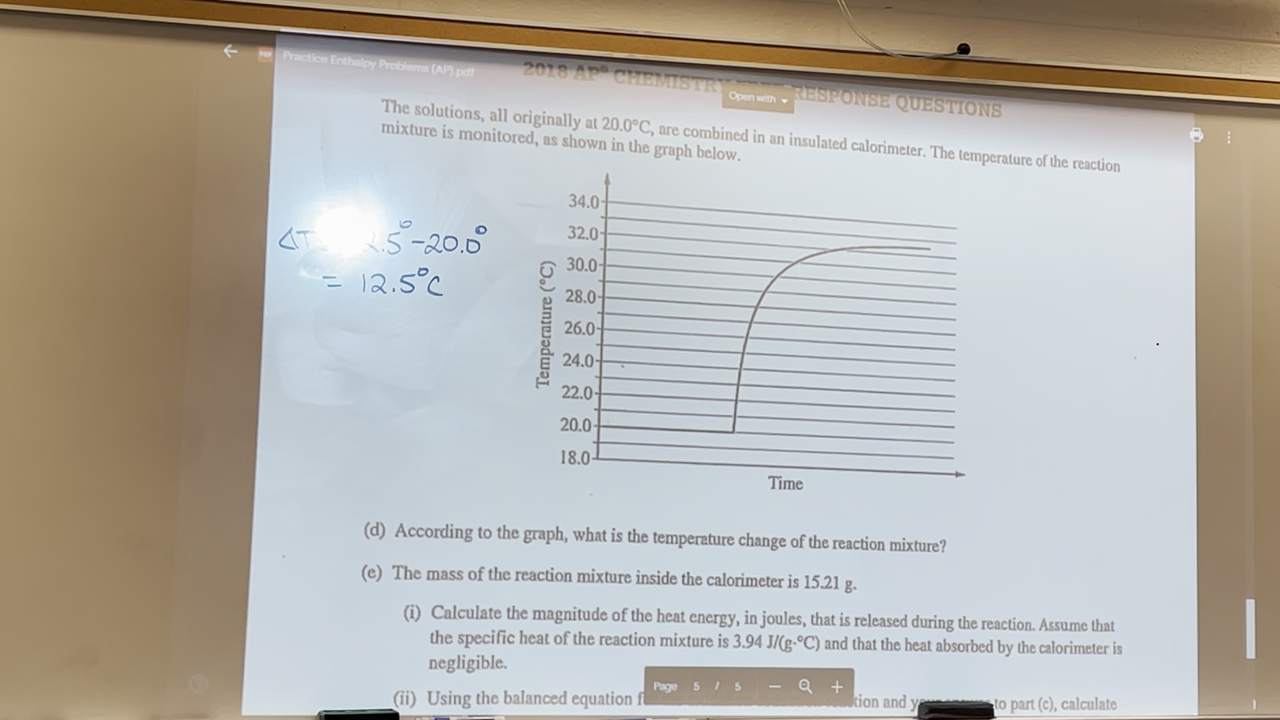 Practice Enthalpy Problems (AP).pdf
2018 AP® CHEMISTRY RESPONSE QUESTIONS
Open with
The solutions, all originally at 20.0°C, are combined in an insulated calorimeter. The temperature of the reaction
mixture is monitored, as shown in the graph below.
ΔT .5°-20.0°
= 12.5°C
Temperature (°C)
34.0
32.0
30.0
28.0
26.0
24.0
22.0
20.0
18.0
Time
(d) According to the graph, what is the temperature change of the reaction mixture?
(e) The mass of the reaction mixture inside the calorimeter is 15.21 g.
(i) Calculate the magnitude of the heat energy, in joules, that is released during the reaction. Assume that
the specific heat of the reaction mixture is 3.94 J/(g·°C) and that the heat absorbed by the calorimeter is
negligible.
Page 5 / 5
(ii) Using the balanced equation and to part (c), calculate